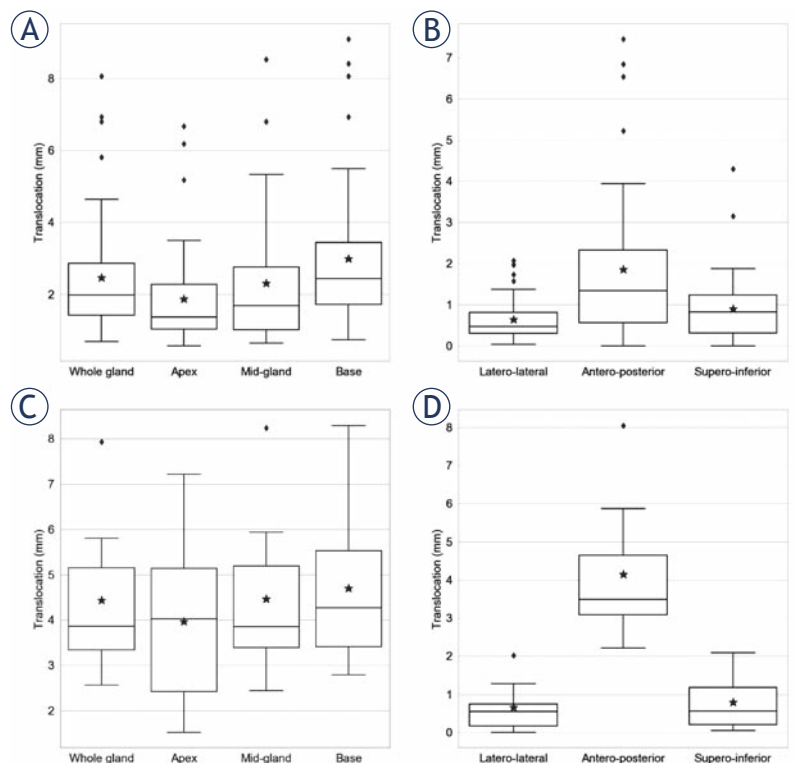 A
Translocation (mm)
8
6
4
2
Whole gland Apex Mid-gland Base
B
Translocation (mm)
7
6
5
4
3
2
1
0
Latero-lateral Antero-posterior Supero-inferior
C
Translocation (mm)
8
7
6
5
4
3
2
Whole gland Apex Mid-gland Base
D
Translocation (mm)
8
7
6
5
4
3
2
1
0
Latero-lateral Antero-posterior Supero-inferior